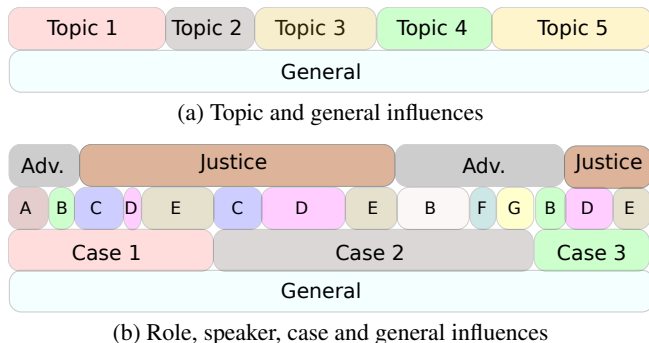 Topic 1 Topic 2 Topic 3 Topic 4 Topic 5
General
(a) Topic and general influences
Adv. Justice Adv. Justice
A B C D E C D E B F G B D E
Case 1 Case 2 Case 3
General
(b) Role, speaker, case and general influences